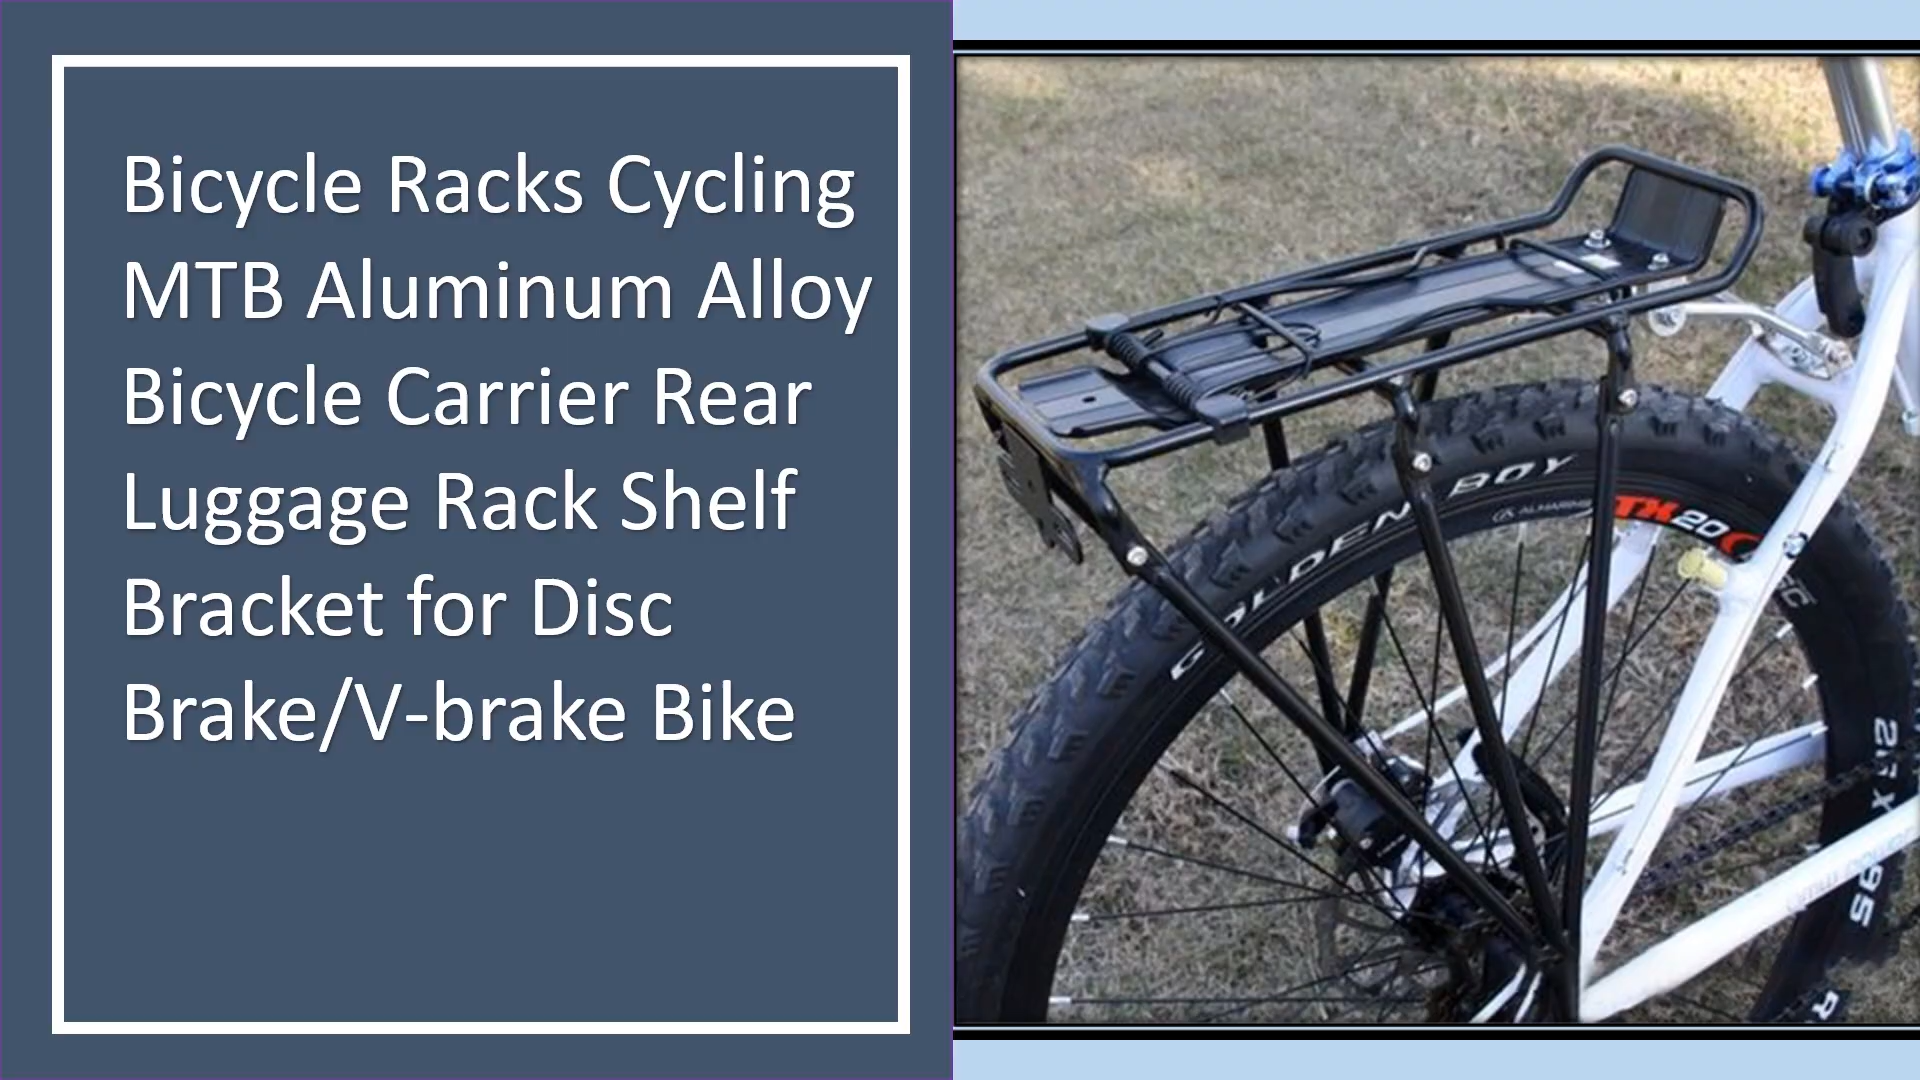 Bicycle Racks Cycling
MTB Aluminum Alloy
Bicycle Carrier Rear
Luggage Rack Shelf
Bracket for Disc
Brake/V-brake Bike
GOLDEN BOY
TX20